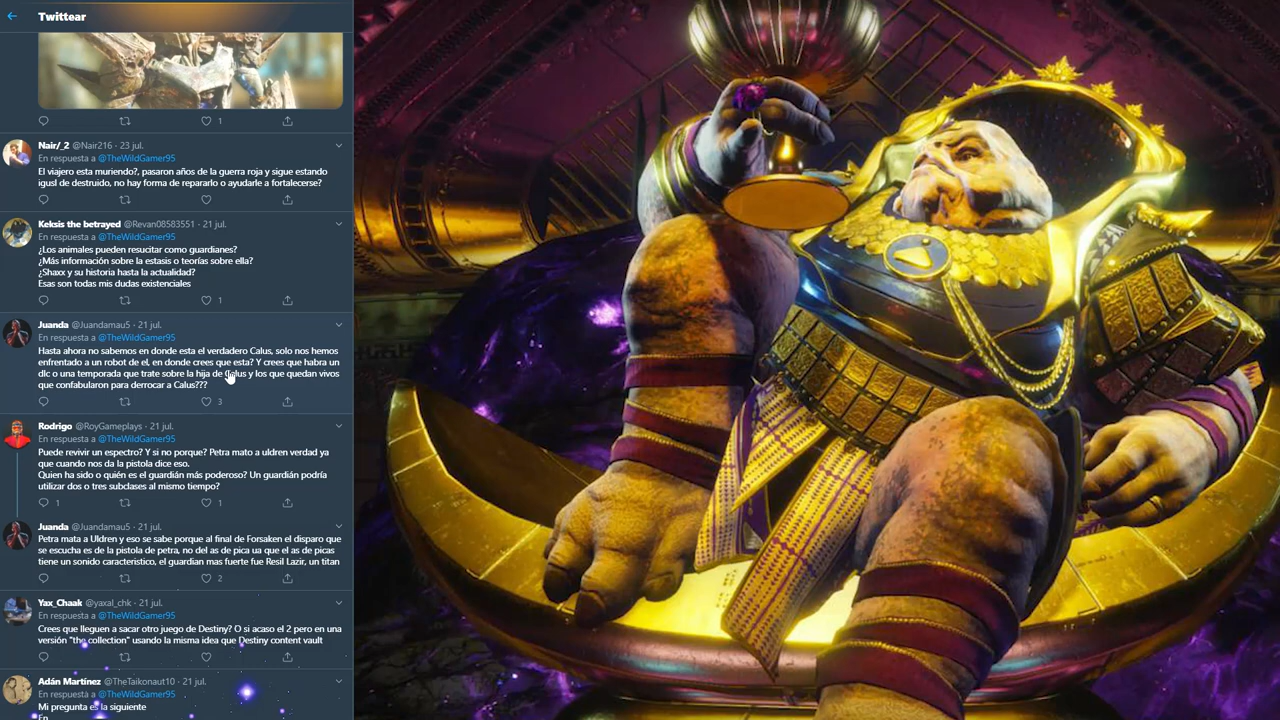 Twittear
1
Nair/_2 @Nair216 · 23 jul.
En respuesta a @TheWildGamer95
El viajero esta muriendo?, pasaron años de la guerra roja y sigue estando
igusl de destruido, no hay forma de repararlo o ayudarle a fortalecerse?
Keksis the betrayed @Revan08583551 · 21 jul.
En respuesta a @TheWildGamer95
¿Los animales pueden resucitar como guardianes?
¿Más información sobre la estasis o teorías sobre ella?
¿Shaxx y su historia hasta la actualidad?
Esas son todas mis dudas existenciales
1
Juanda @Juandamau5 · 21 jul.
En respuesta a @TheWildGamer95
Hasta ahora no sabemos en donde esta el verdadero Calus, solo nos hemos
enfrentado a un robot de el, en donde crees que esta? Y crees que habra un
dlc o una temporada que trate sobre la hija de Calus y los que quedan vivos
que confabularon para derrocar a Calus???
3
Rodrigo @RoyGameplays · 21 jul.
En respuesta a @TheWildGamer95
Puede revivir un espectro? Y si no porque? Petra mato a uldren verdad ya
que cuando nos da la pistola dice eso.
Quien ha sido o quién es el guardián más poderoso? Un guardián podría
utilizar dos o tres subclases al mismo tiempo?
1 1
Juanda @Juandamau5 · 21 jul.
Petra mata a Uldren y eso se sabe porque al final de Forsaken el disparo que
se escucha es de la pistola de petra, no del as de pica ua que el as de picas
tiene un sonido caracteristico, el guardian mas fuerte fue Resil Lazir, un titan
2
Yax_Chaak @yaxal_chk · 21 jul.
En respuesta a @TheWildGamer95
Crees que lleguen a sacar otro juego de Destiny? O si acaso el 2 pero en una
versión "the collection" usando la misma idea que Destiny content vault
Adán Martínez @TheTaikonaut10 · 21 jul.
En respuesta a @TheWildGamer95
Mi pregunta es la siguiente
En